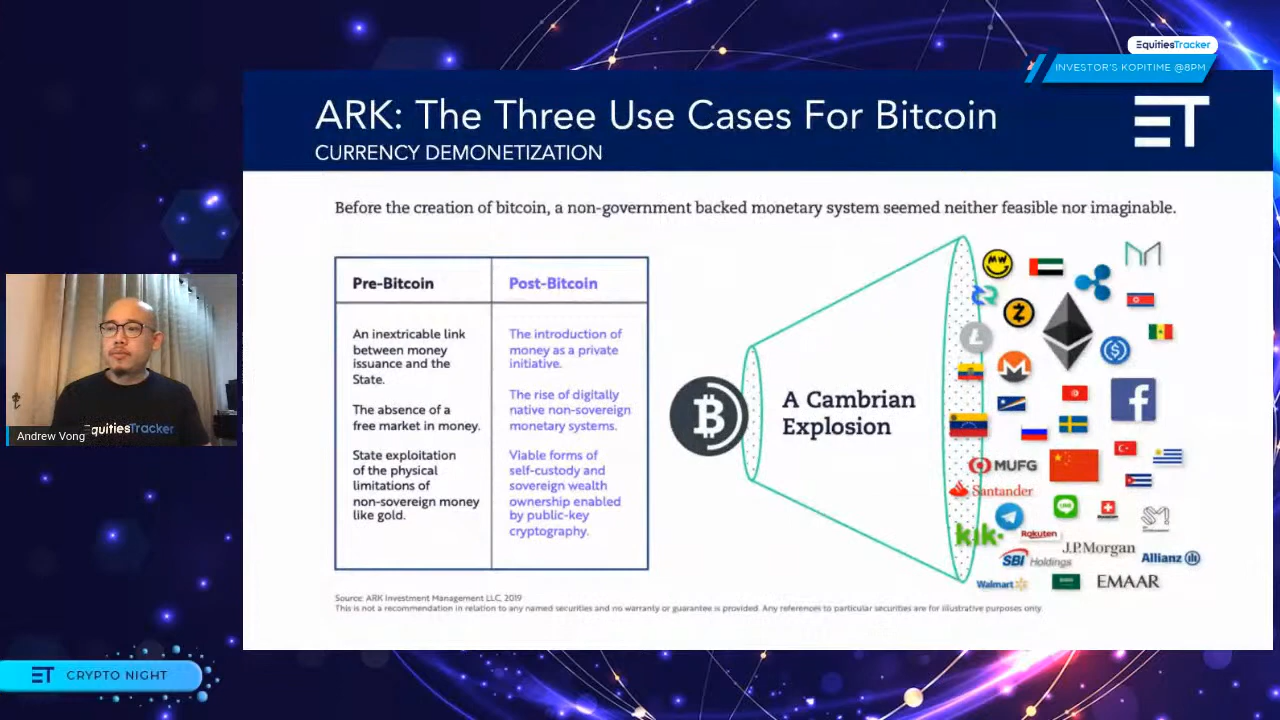 EquitiesTracker
INVESTOR'S KOPITIME @8PM
ARK: The Three Use Cases For Bitcoin
CURRENCY DEMONETIZATION
ET
Before the creation of bitcoin, a non-government backed monetary system seemed neither feasible nor imaginable.
Pre-Bitcoin
An inextricable link
between money
issuance and the
State.
The absence of a
free market in money.
State exploitation
of the physical
limitations of
non-sovereign money
like gold.
Post-Bitcoin
The introduction of
money as a private
initiative.
The rise of digitally
native non-sovereign
monetary systems.
Viable forms of
self-custody and
sovereign wealth
ownership enabled
by public-key
cryptography.
A Cambrian
Explosion
MW
MUFG
Santander
LINE
kik.
Rakuten
J.P.Morgan
SBI Holdings
Allianz
Walmart
EMAAR
Source: ARK Investment Management LLC, 2019
This is not a recommendation in relation to any named securities and no warranty or guarantee is provided. Any references to particular securities are for illustrative purposes only.
EquitiesTracker
Andrew Vong
ET CRYPTO NIGHT